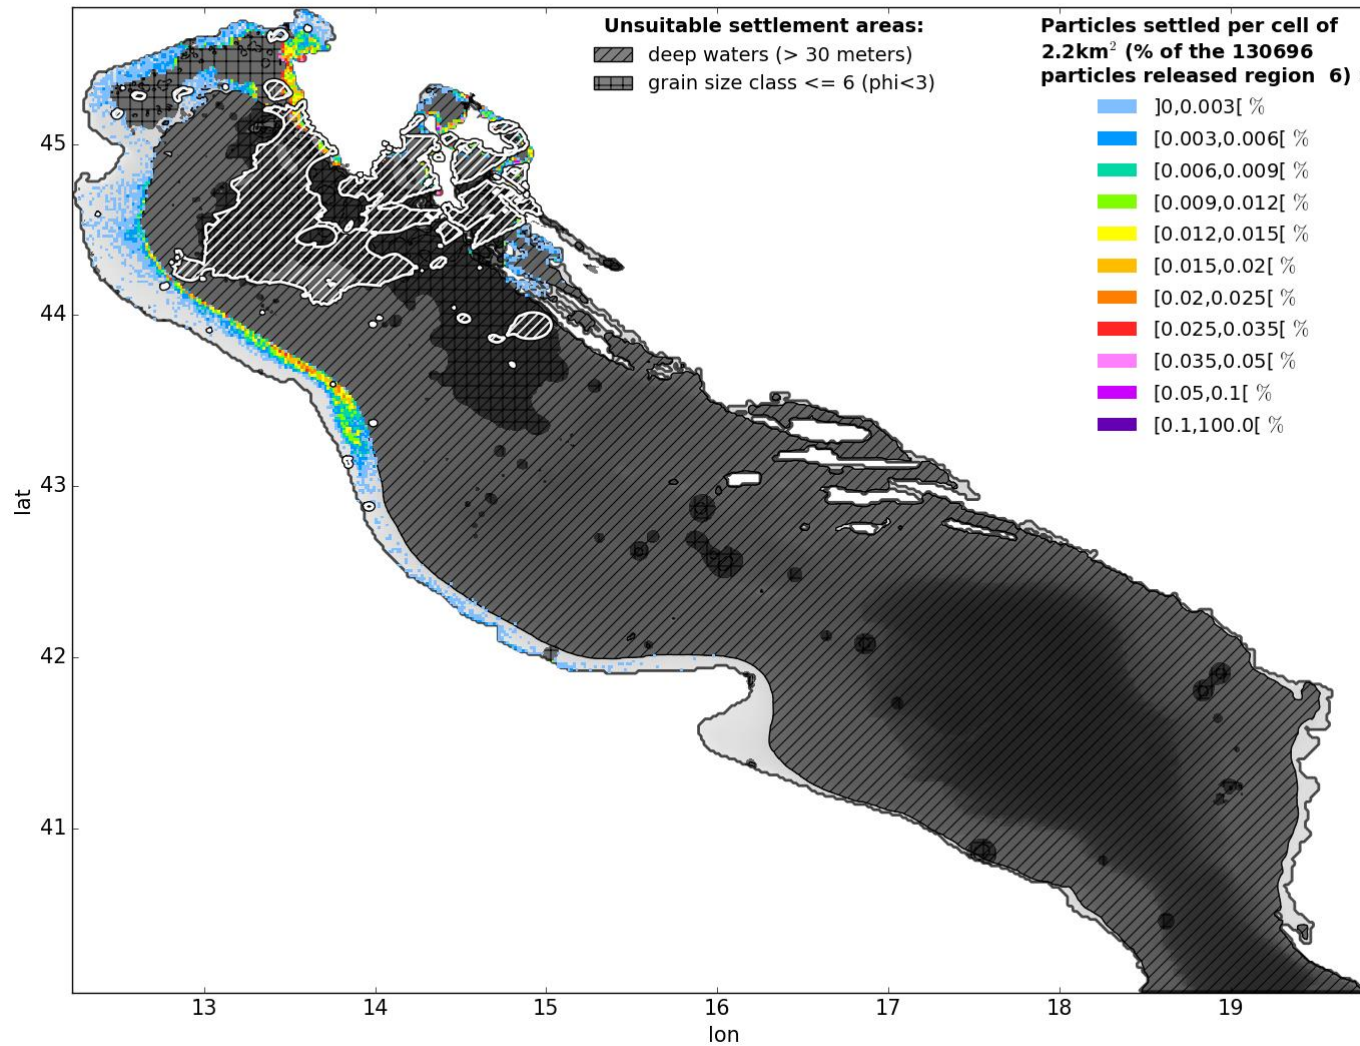 Unsuitable settlement areas:
deep waters (> 30 meters)
grain size class <= 6 (phi<3)
Particles settled per cell of
2.2km² (% of the 130696
particles released region 6)
]0,0.003[ %
[0.003,0.006[ %
[0.006,0.009[ %
[0.009,0.012[ %
[0.012,0.015[ %
[0.015,0.02[ %
[0.02,0.025[ %
[0.025,0.035[ %
[0.035,0.05[ %
[0.05,0.1[ %
[0.1,100.0[ %
45
44
43
42
41
lat
13 14 15 16 17 18 19
lon